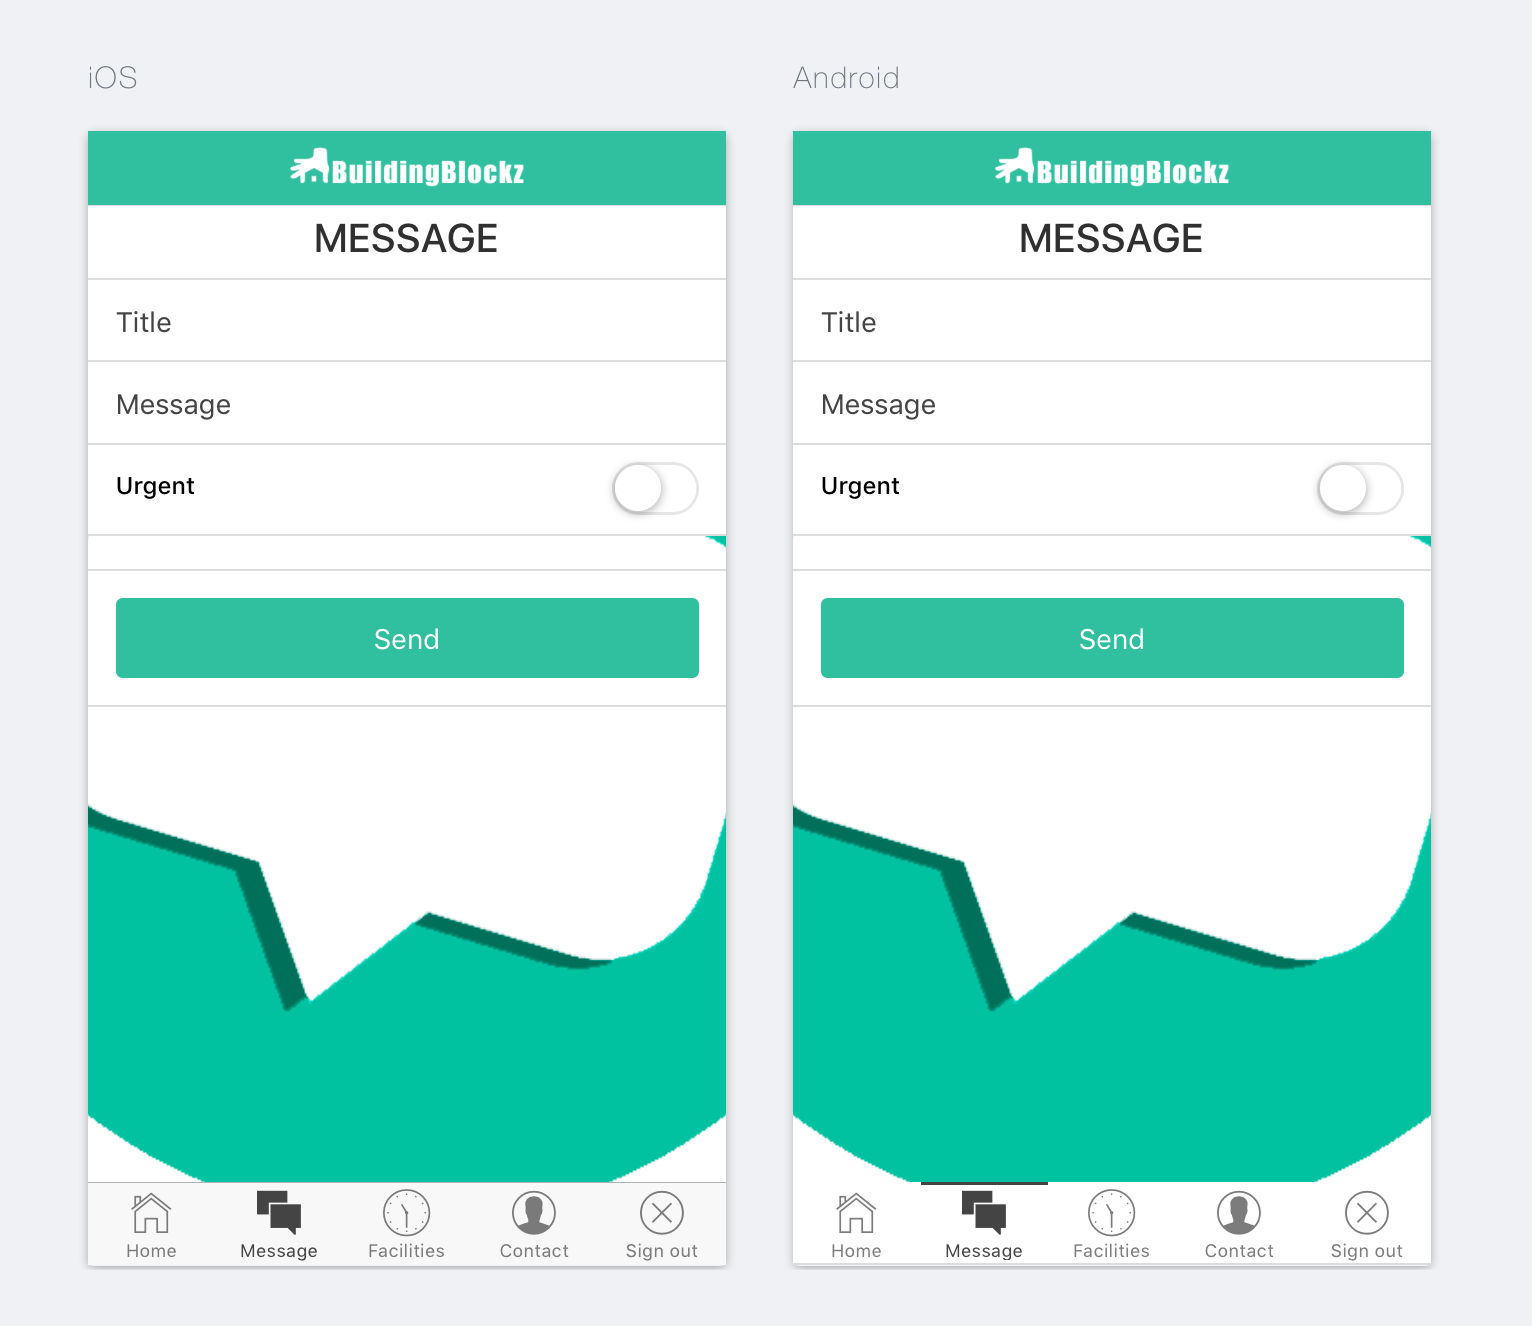 iOS
BuildingBlockz
MESSAGE
Title
Message
Urgent
Send
Home Message Facilities Contact Sign out
Android
BuildingBlockz
MESSAGE
Title
Message
Urgent
Send
Home Message Facilities Contact Sign out